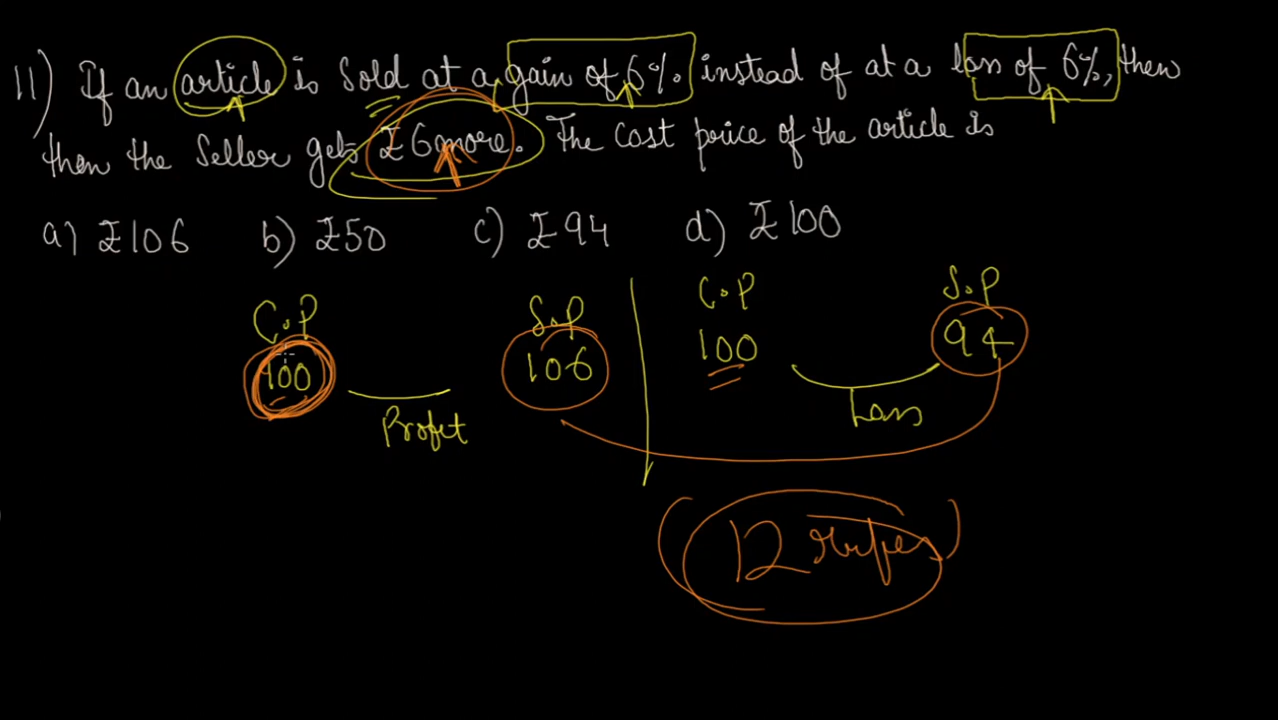 11) If an article is Sold at a gain of 6% instead of at a loss of 6%, then
then the Seller gets ₹ 6 more. The Cost price of the article is
a) ₹106 b) ₹50 c) ₹94 d) ₹100
C.P S.P C.P S.P
100 106 100 94
Profit Loss
(12 rupees)